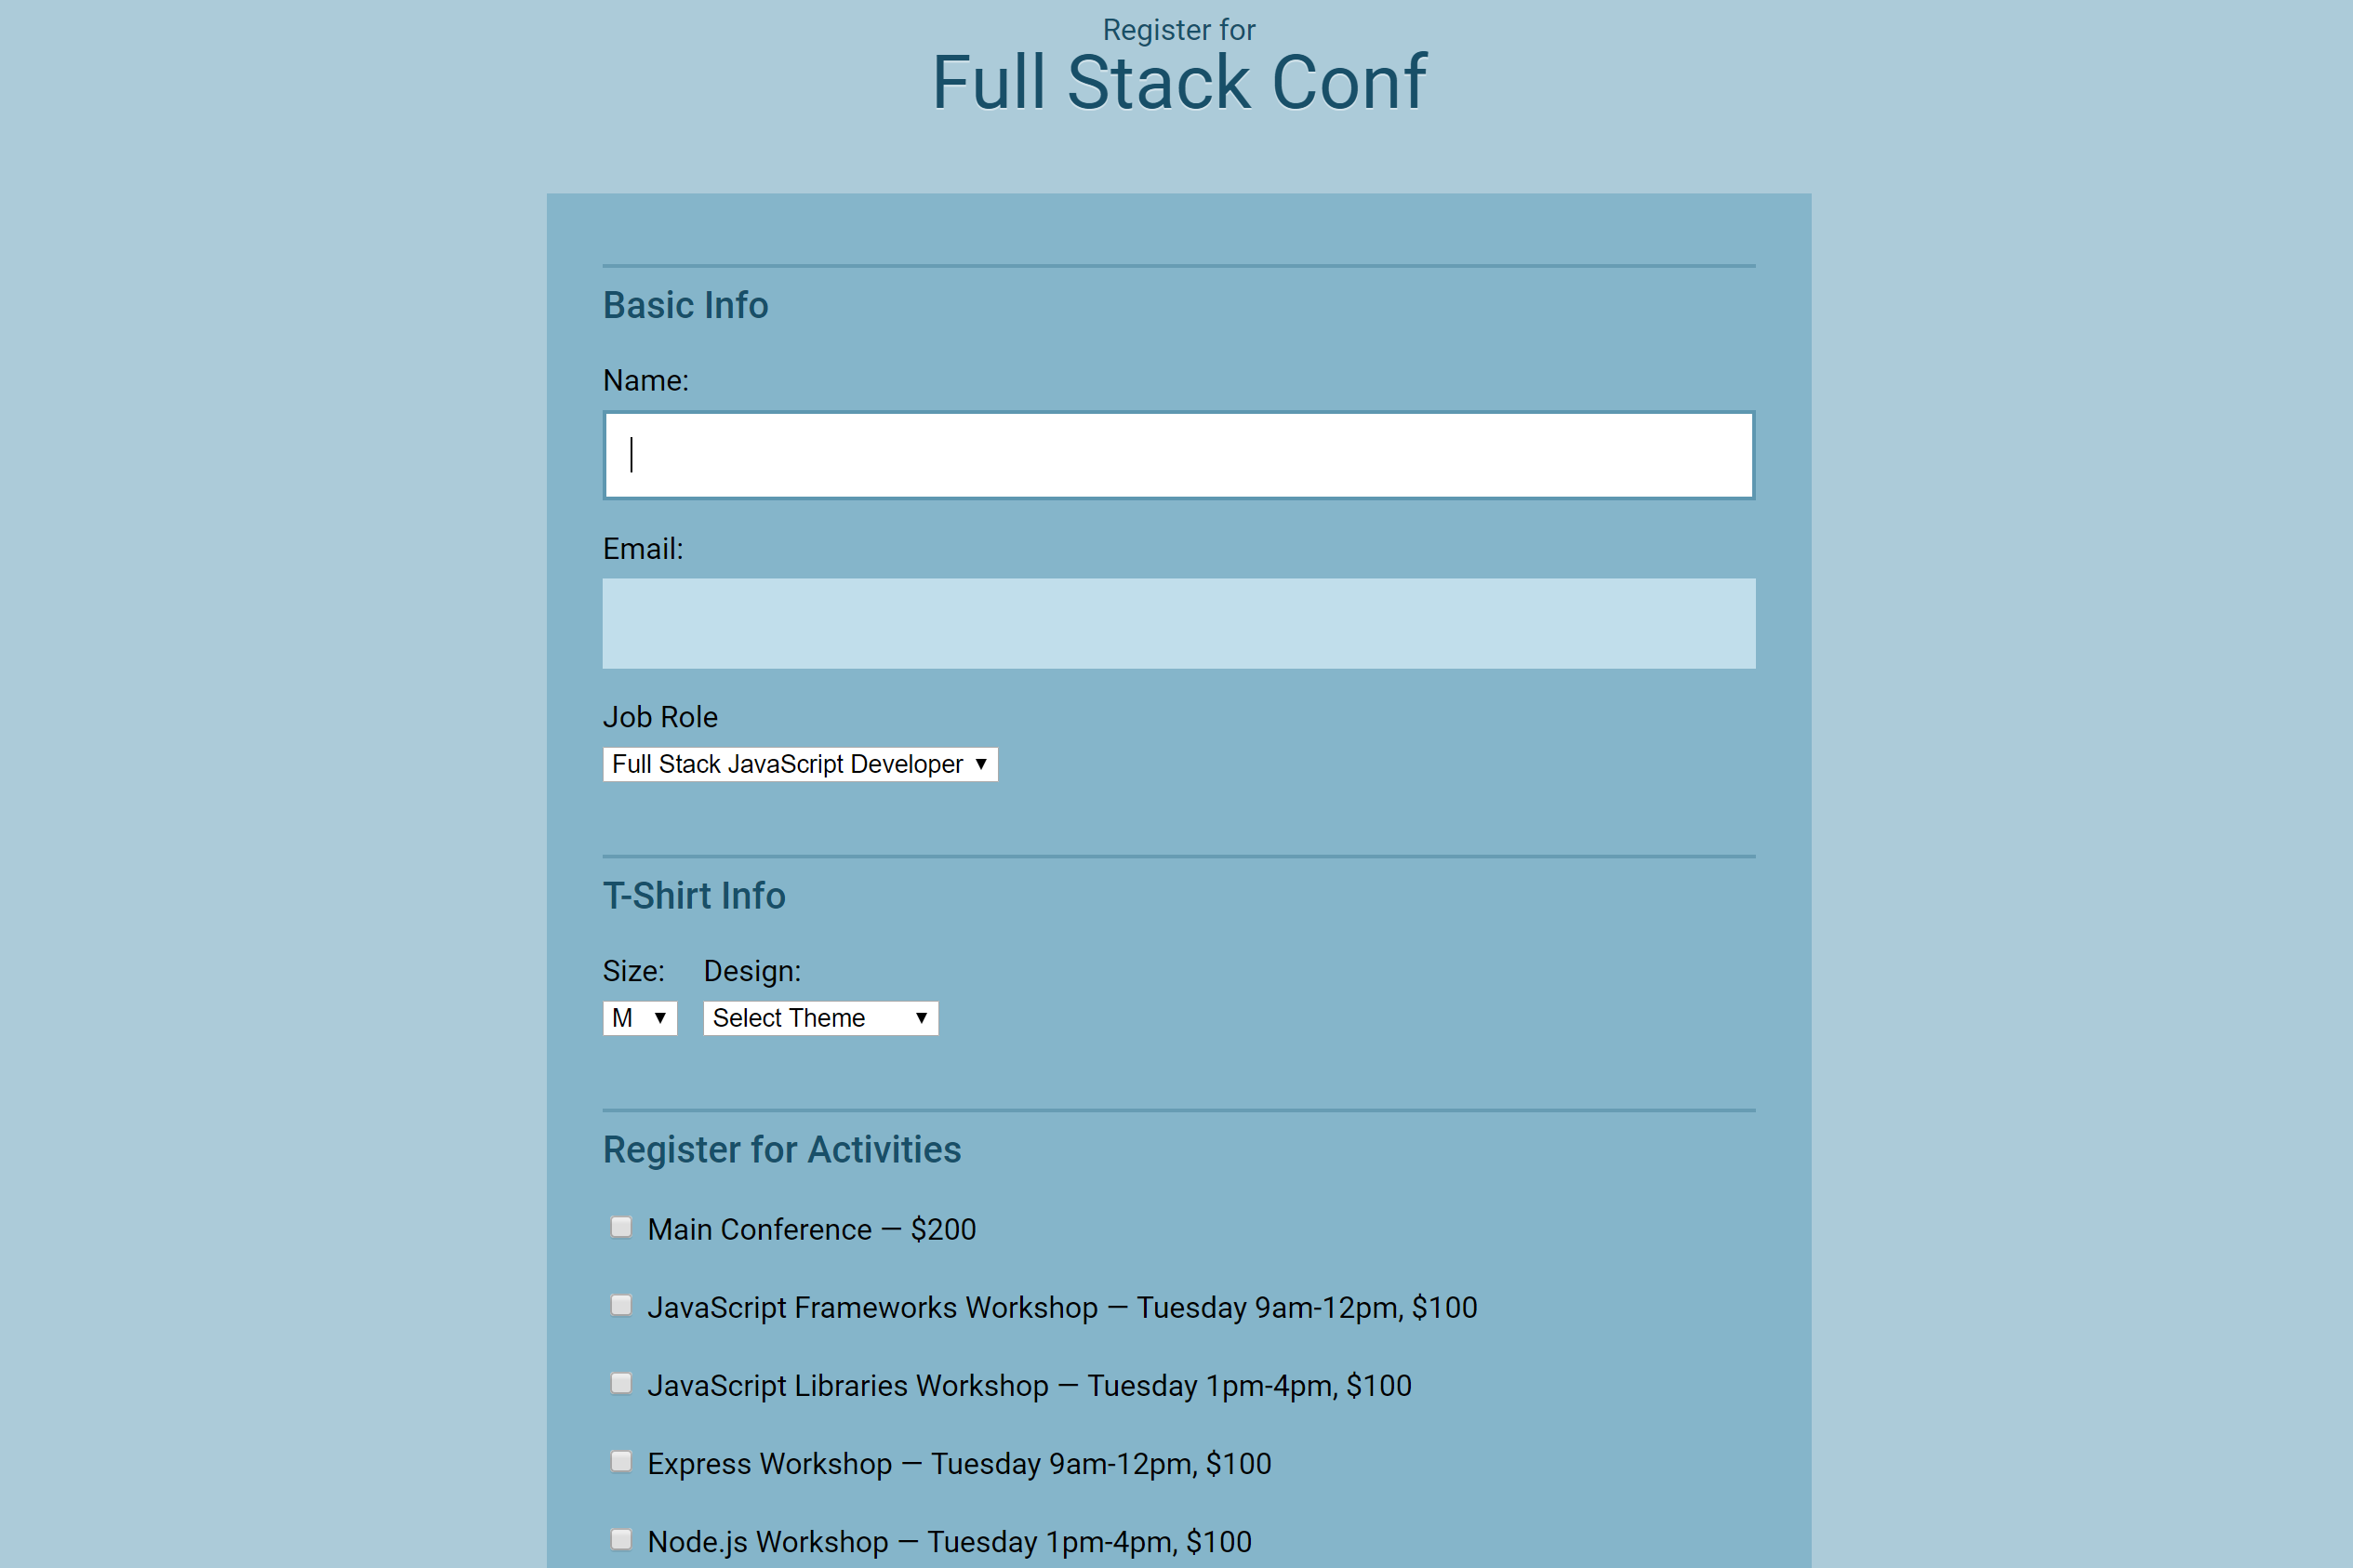 Register for
Full Stack Conf
Basic Info
Name:
Email:
Job Role
Full Stack JavaScript Developer
T-Shirt Info
Size: Design:
M Select Theme
Register for Activities
Main Conference — $200
JavaScript Frameworks Workshop — Tuesday 9am-12pm, $100
JavaScript Libraries Workshop — Tuesday 1pm-4pm, $100
Express Workshop — Tuesday 9am-12pm, $100
Node.js Workshop — Tuesday 1pm-4pm, $100